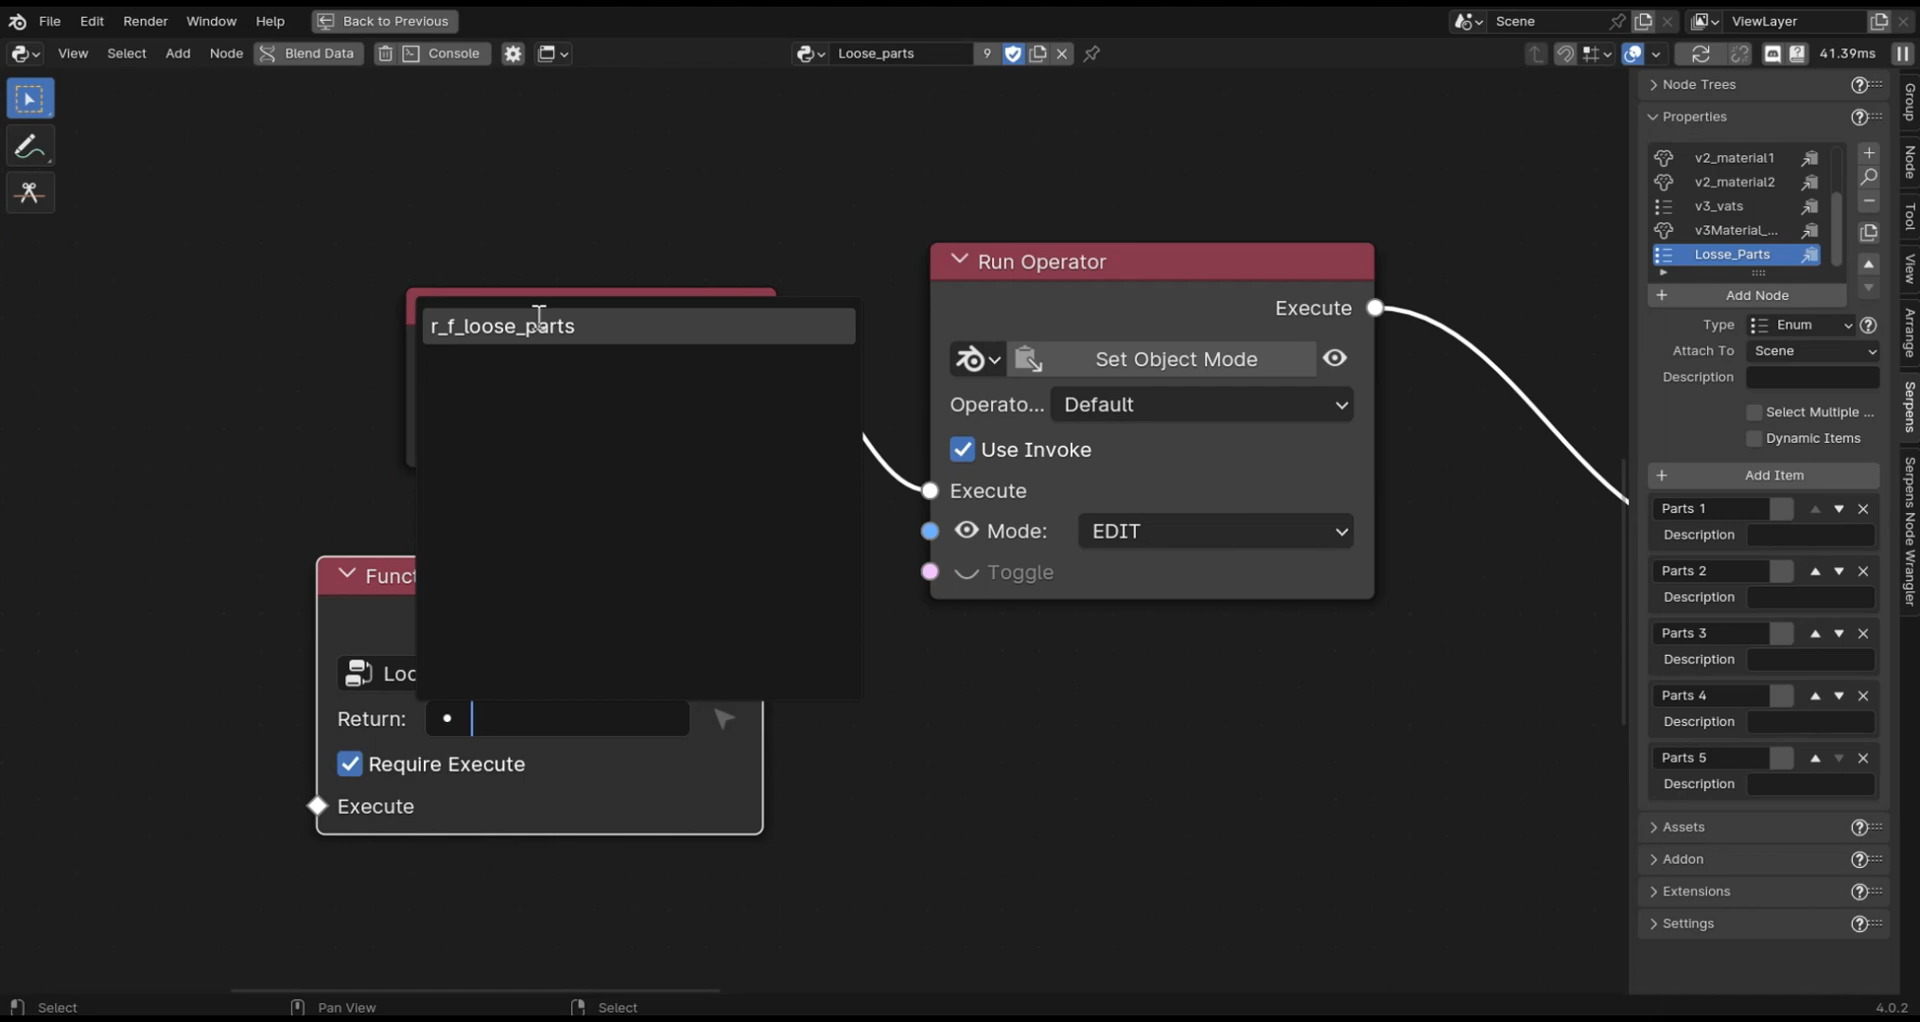 File Edit Render Window Help Back to Previous Scene ViewLayer
View Select Add Node Blend Data Console Loose_parts 9 41.39ms
Node Trees
Properties
v2_material1
v2_material2
v3_vats
v3Material_...
Losse_Parts
Add Node
Type Enum
Attach To Scene
Description
Select Multiple ...
Dynamic Items
Add Item
Parts 1
Description
Parts 2
Description
Parts 3
Description
Parts 4
Description
Parts 5
Description
Assets
Addon
Extensions
Settings
Group
Node
Tool
View
Arrange
Serpens
Serpens Node Wrangler
r_f_loose_parts
Run Operator
Execute
Set Object Mode
Operato... Default
Use Invoke
Execute
Mode: EDIT
Toggle
Funct
Loo
Return:
Require Execute
Execute
Select Pan View Select 4.0.2